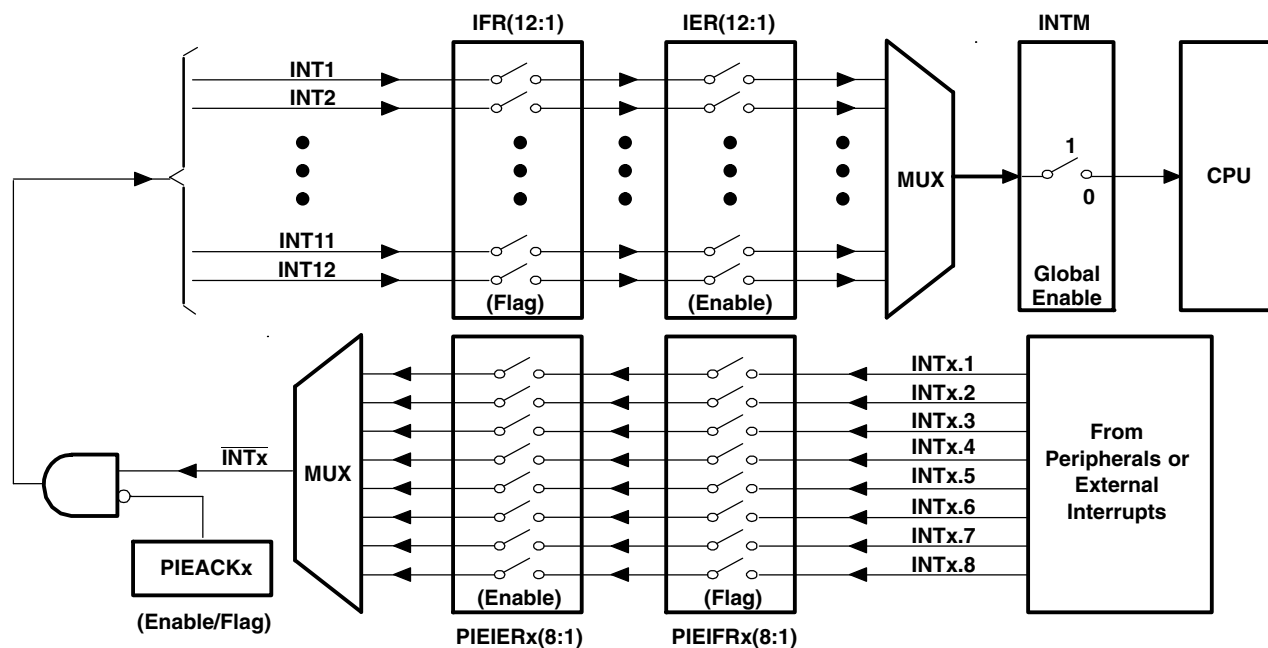 IFR(12:1)
IER(12:1)
INTM
INT1
INT2
1
MUX
CPU
0
INT11
INT12
(Flag)
(Enable)
Global
Enable
INTx.1
INTx.2
INTx.3
INTx.4
INTx.5
INTx.6
INTx.7
INTx.8
From
Peripherals or
External
Interrupts
INTx
MUX
PIEACKx
(Enable/Flag)
(Enable)
(Flag)
PIEIERx(8:1)
PIEIFRx(8:1)